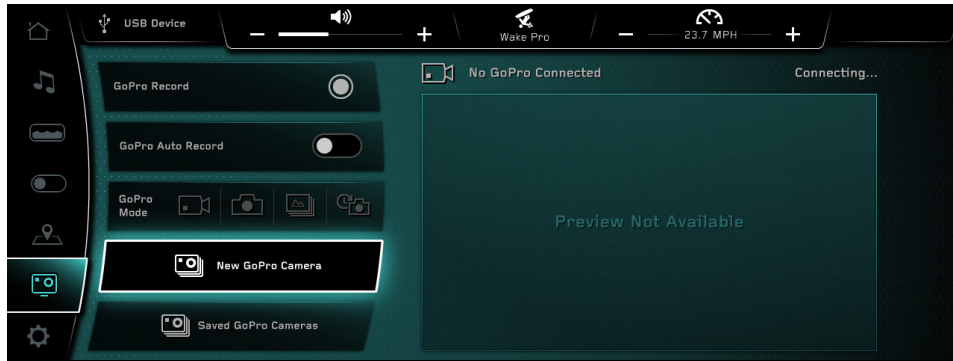 USB Device
Wake Pro
23.7 MPH
GoPro Record
GoPro Auto Record
GoPro
Mode
New GoPro Camera
Saved GoPro Cameras
No GoPro Connected
Connecting...
Preview Not Available